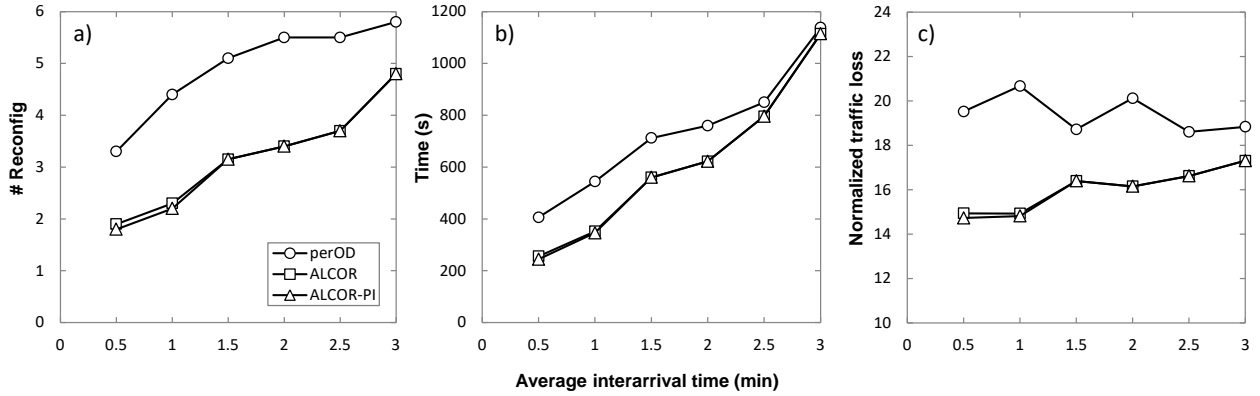 a)
# Reconfig
6
5
4
3
2
1
0
0 0.5 1 1.5 2 2.5 3
perOD
ALCOR
ALCOR-PI
b)
Time (s)
1200
1000
800
600
400
200
0
0 0.5 1 1.5 2 2.5 3
Average interarrival time (min)
c)
Normalized traffic loss
24
22
20
18
16
14
12
10
0 0.5 1 1.5 2 2.5 3